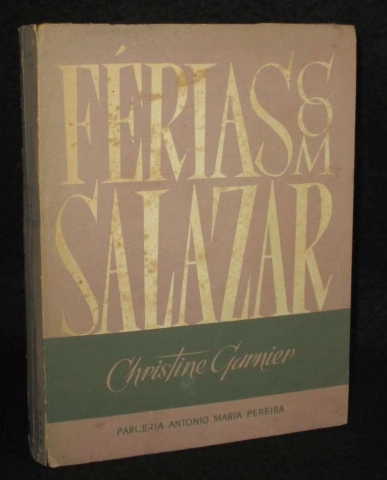 FÉRIAS COM
SALAZAR
Christine Garnier
PARCERIA ANTONIO MARIA PEREIRA